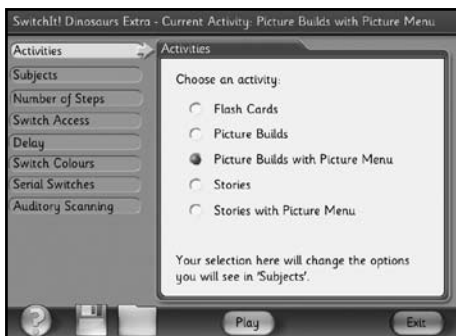 SwitchIt! Dinosaurs Extra - Current Activity: Picture Builds with Picture Menu
Activities
Subjects
Number of Steps
Switch Access
Delay
Switch Colours
Serial Switches
Auditory Scanning
Activities
Choose an activity:
Flash Cards
Picture Builds
Picture Builds with Picture Menu
Stories
Stories with Picture Menu
Your selection here will change the options
you will see in 'Subjects'.
?
Play
Exit